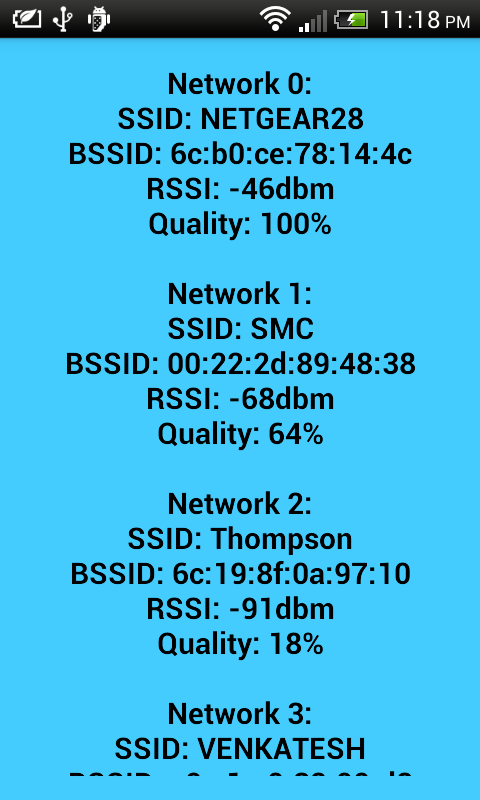 11:18 PM
Network 0:
SSID: NETGEAR28
BSSID: 6c:b0:ce:78:14:4c
RSSI: -46dbm
Quality: 100%
Network 1:
SSID: SMC
BSSID: 00:22:2d:89:48:38
RSSI: -68dbm
Quality: 64%
Network 2:
SSID: Thompson
BSSID: 6c:19:8f:0a:97:10
RSSI: -91dbm
Quality: 18%
Network 3:
SSID: VENKATESH